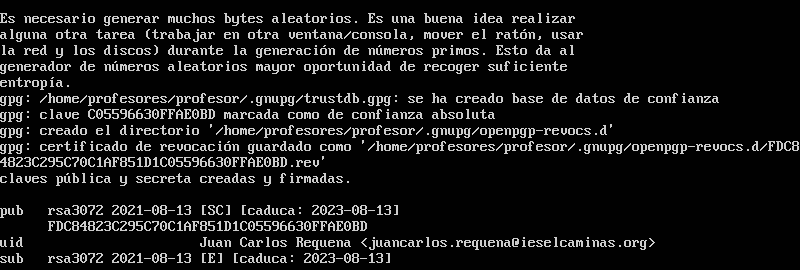 Es necesario generar muchos bytes aleatorios. Es una buena idea realizar
alguna otra tarea (trabajar en otra ventana/consola, mover el ratón, usar
la red y los discos) durante la generación de números primos. Esto da al
generador de números aleatorios mayor oportunidad de recoger suficiente
entropía.
gpg: /home/profesores/profesor/.gnupg/trustdb.gpg: se ha creado base de datos de confianza
gpg: clave C05596630FFAE0BD marcada como de confianza absoluta
gpg: creado el directorio '/home/profesores/profesor/.gnupg/openpgp-revocs.d'
gpg: certificado de revocación guardado como '/home/profesores/profesor/.gnupg/openpgp-revocs.d/FDC8
4823C295C70C1AF851D1C05596630FFAE0BD.rev'
claves pública y secreta creadas y firmadas.
pub   rsa3072 2021-08-13 [SC] [caduca: 2023-08-13]
      FDC84823C295C70C1AF851D1C05596630FFAE0BD
uid                      Juan Carlos Requena <juancarlos.requena@ieselcaminas.org>
sub   rsa3072 2021-08-13 [E] [caduca: 2023-08-13]